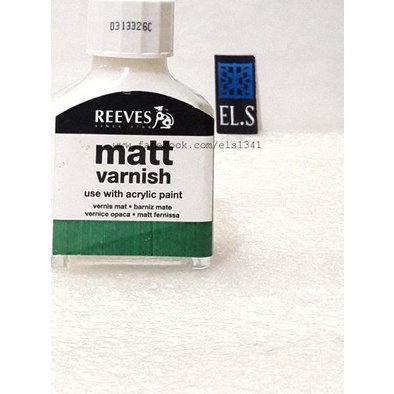 0313326C
REEVES
SINCE 1766
EL.S
www.facebook.com/els1341
matt
varnish
use with acrylic paint
vernis mat • barniz mate
vernice opaca • matt fernissa